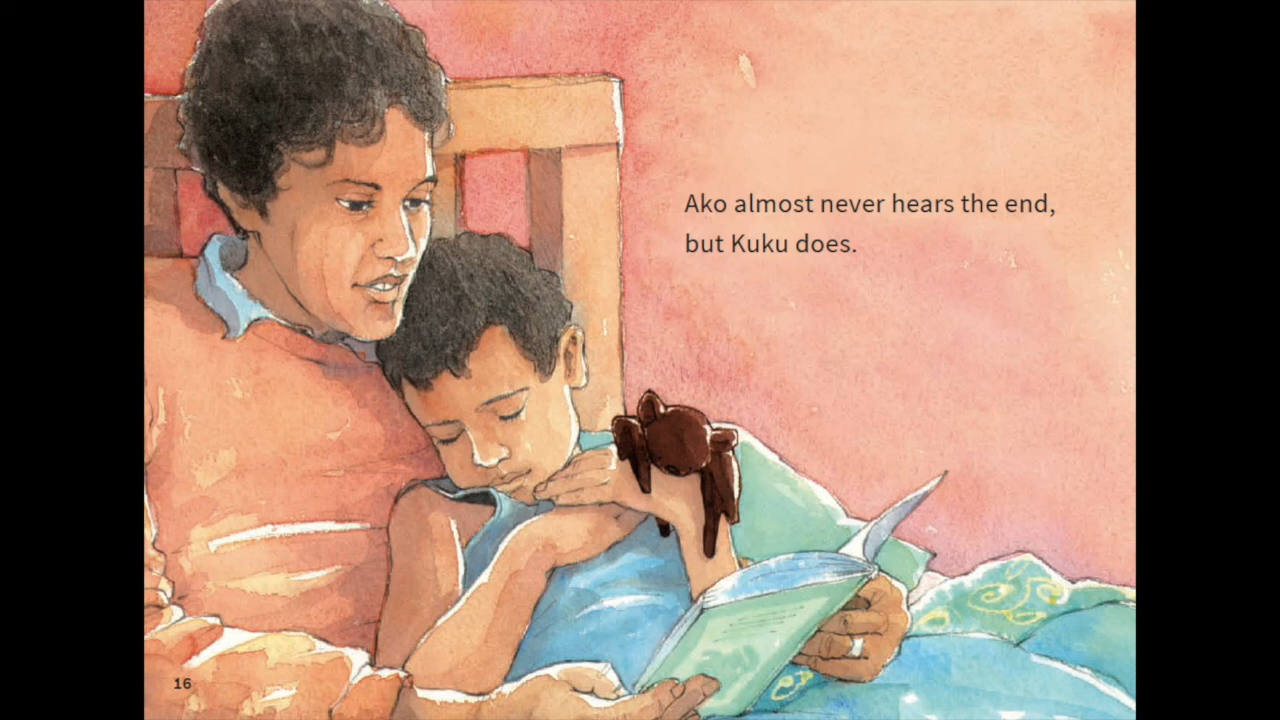 Ako almost never hears the end,
but Kuku does.
16